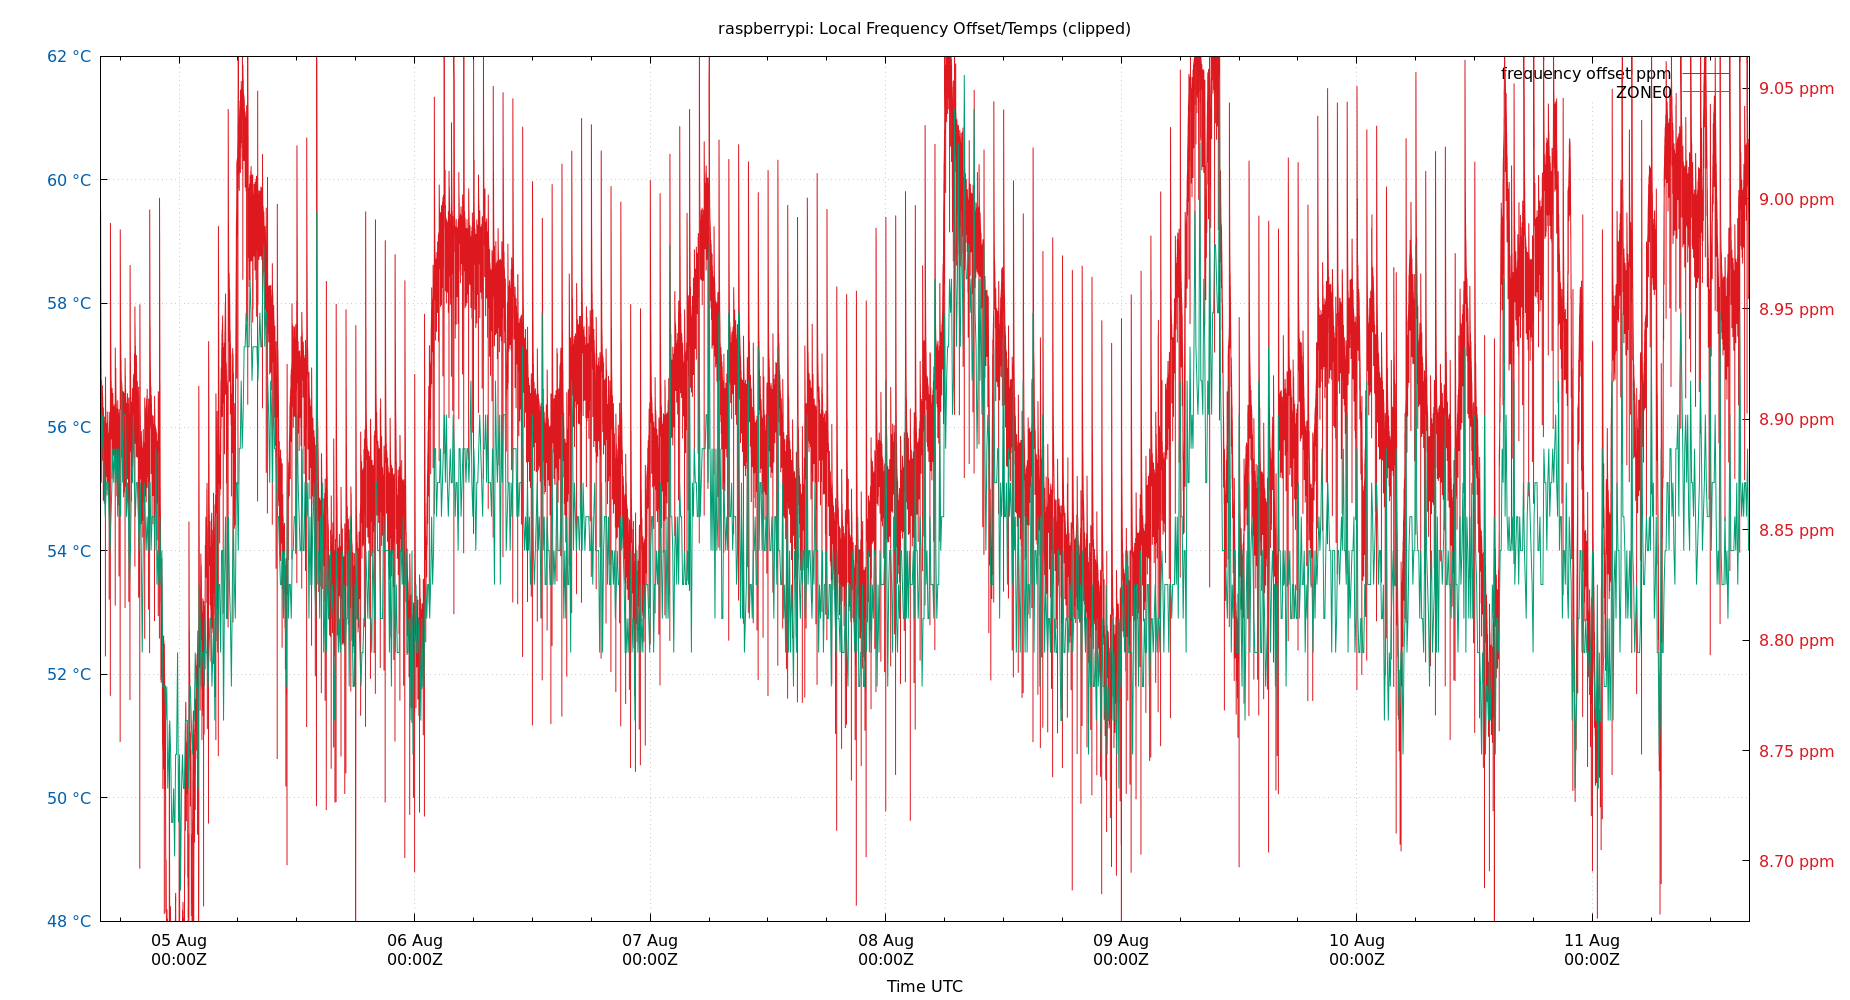 raspberrypi: Local Frequency Offset/Temps (clipped)
62 °C
60 °C
58 °C
56 °C
54 °C
52 °C
50 °C
48 °C
frequency offset ppm
ZONE0
9.05 ppm
9.00 ppm
8.95 ppm
8.90 ppm
8.85 ppm
8.80 ppm
8.75 ppm
8.70 ppm
05 Aug 06 Aug 07 Aug 08 Aug 09 Aug 10 Aug 11 Aug
00:00Z 00:00Z 00:00Z 00:00Z 00:00Z 00:00Z 00:00Z
Time UTC